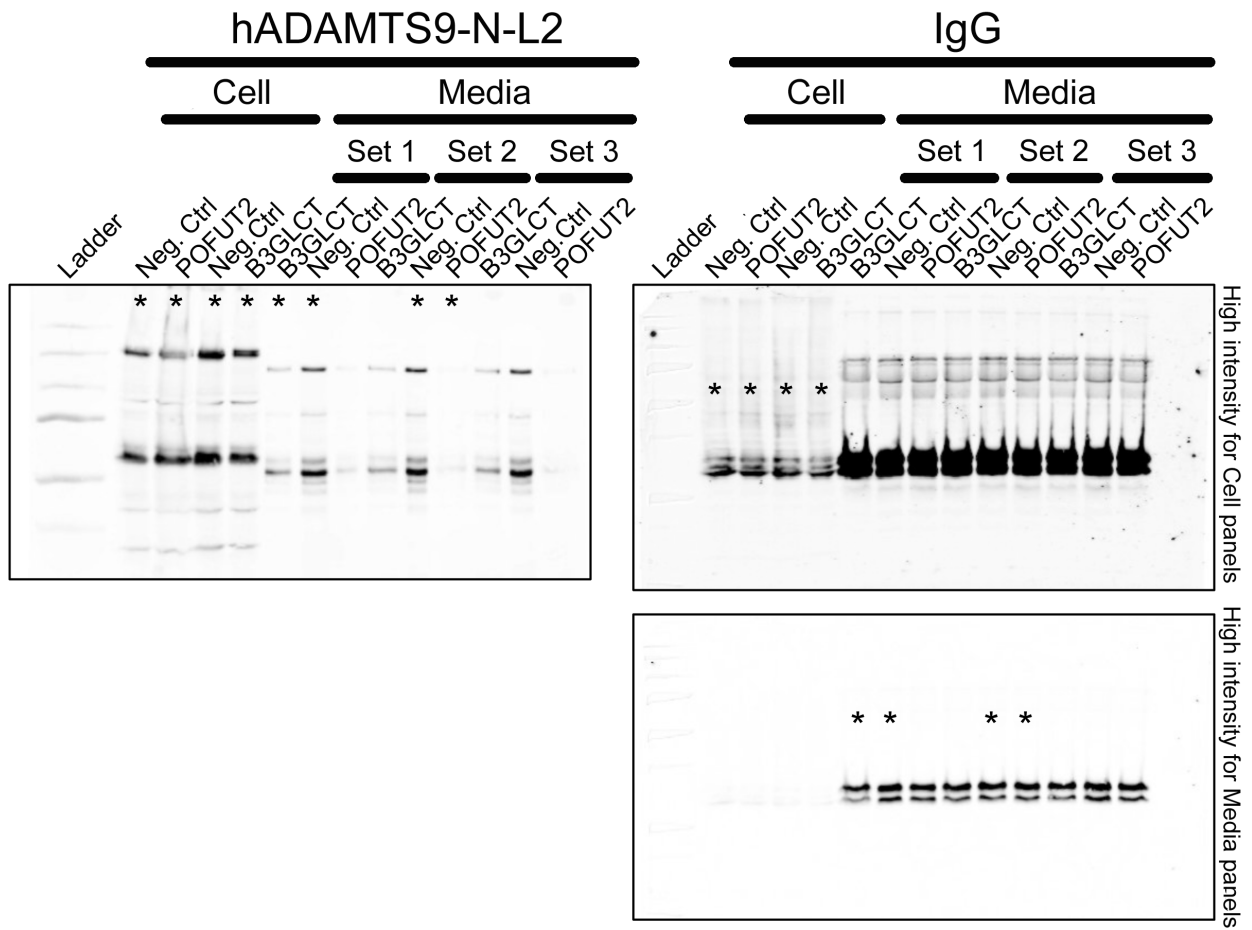 hADAMTS9-N-L2
IgG
Cell
Media
Cell
Media
Set 1
Set 2
Set 3
Set 1
Set 2
Set 3
Ladder
Neg. Ctrl
POFUT2
Neg. Ctrl
B3GLCT
B3GLCT
Neg. Ctrl
POFUT2
B3GLCT
Neg. Ctrl
POFUT2
B3GLCT
Neg. Ctrl
POFUT2
Ladder
Neg. Ctrl
POFUT2
Neg. Ctrl
B3GLCT
B3GLCT
Neg. Ctrl
POFUT2
B3GLCT
Neg. Ctrl
POFUT2
B3GLCT
Neg. Ctrl
POFUT2
* * * * * * * *
* * * *
High intensity for Cell panels
* * * *
High intensity for Media panels